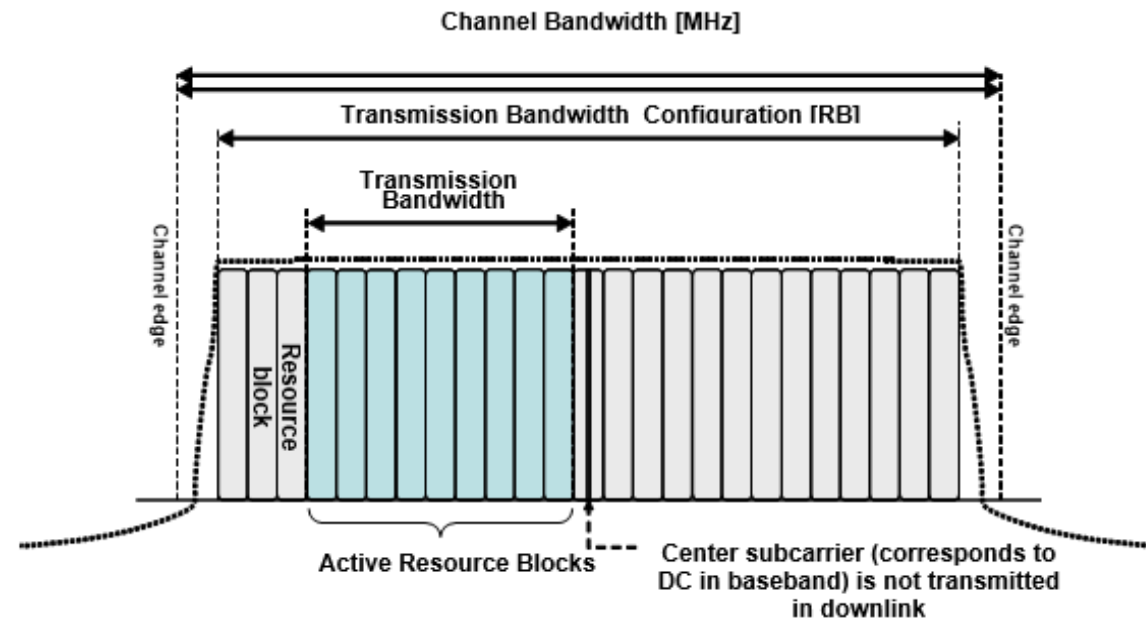 Channel Bandwidth [MHz]
Transmission Bandwidth Configuration [RB]
Transmission
Bandwidth
Channel edge
Channel edge
Resource
block
Active Resource Blocks
Center subcarrier (corresponds to
DC in baseband) is not transmitted
in downlink